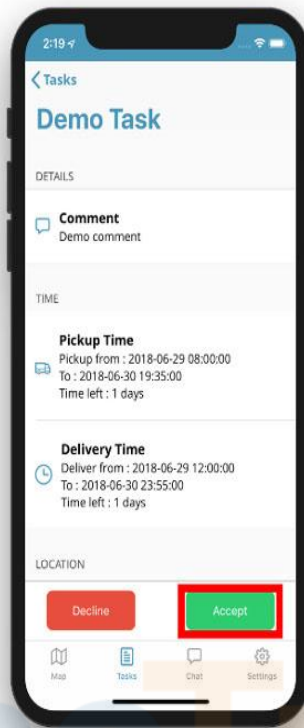 2:19
Tasks
Demo Task
DETAILS
Comment
Demo comment
TIME
Pickup Time
Pickup from : 2018-06-29 08:00:00
To : 2018-06-30 19:35:00
Time left : 1 days
Delivery Time
Deliver from : 2018-06-29 12:00:00
To : 2018-06-30 23:55:00
Time left : 1 days
LOCATION
Decline Accept
Map Tasks Chat Settings